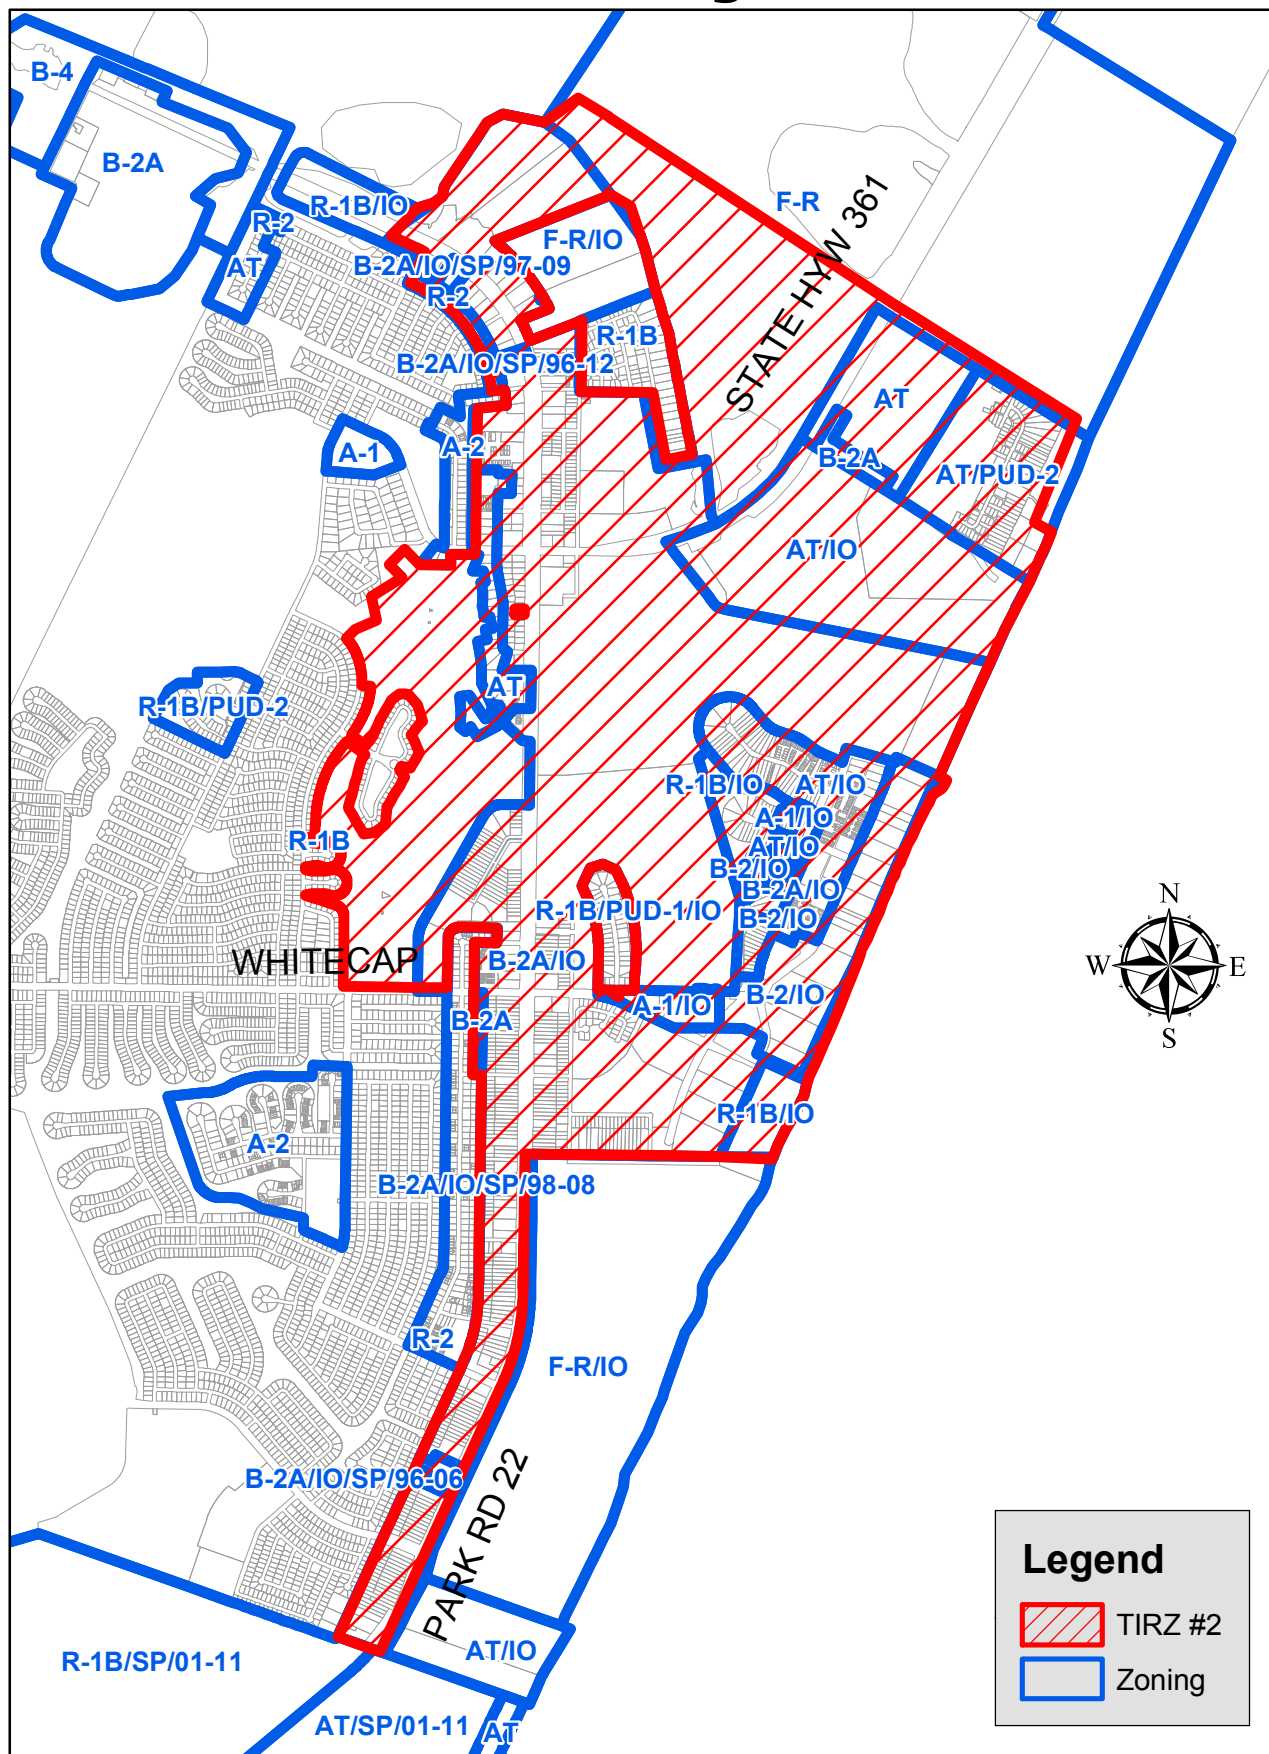 B-4
B-2A
R-1B/IO
R-2
AT
F-R
F-R/IO
B-2A/IO/SP/97-09
R-2
R-1B
B-2A/IO/SP/96-12
STATE HYW 361
AT
A-2
A-1
B-2A
AT/PUD-2
AT/IO
AT
R-1B/PUD-2
R-1B/IO
AT/IO
A-1/IO
R-1B
AT/IO
B-2/IO
B-2A/IO
R-1B/PUD-1/IO
B-2/IO
WHITECAP
B-2A/IO
B-2/IO
A-1/IO
B-2A
R-1B/IO
A-2
B-2A/IO/SP/98-08
R-2
F-R/IO
B-2A/IO/SP/96-06
PARK RD 22
AT/IO
R-1B/SP/01-11
AT/SP/01-11
AT
N
W
E
S
Legend
TIRZ #2
Zoning